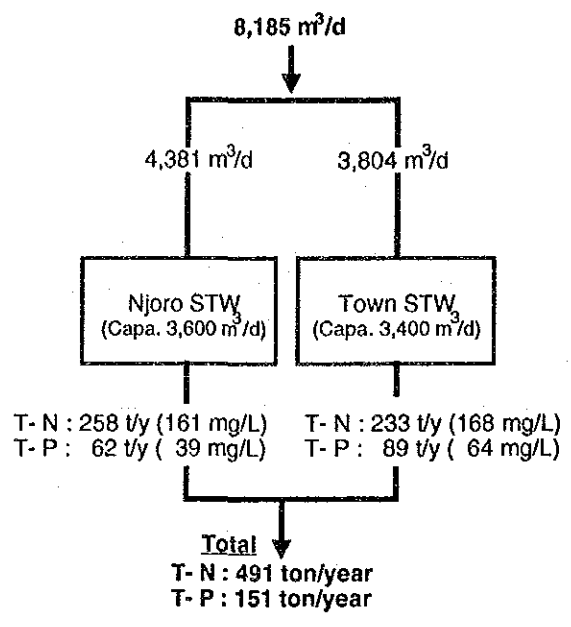 8,185 m³/d
4,381 m³/d
3,804 m³/d
Njoro STW
(Capa. 3,600 m³/d)
Town STW
(Capa. 3,400 m³/d)
T- N : 258 t/y (161 mg/L)
T- P : 62 t/y ( 39 mg/L)
T- N : 233 t/y (168 mg/L)
T- P : 89 t/y ( 64 mg/L)
Total
T- N : 491 ton/year
T- P : 151 ton/year